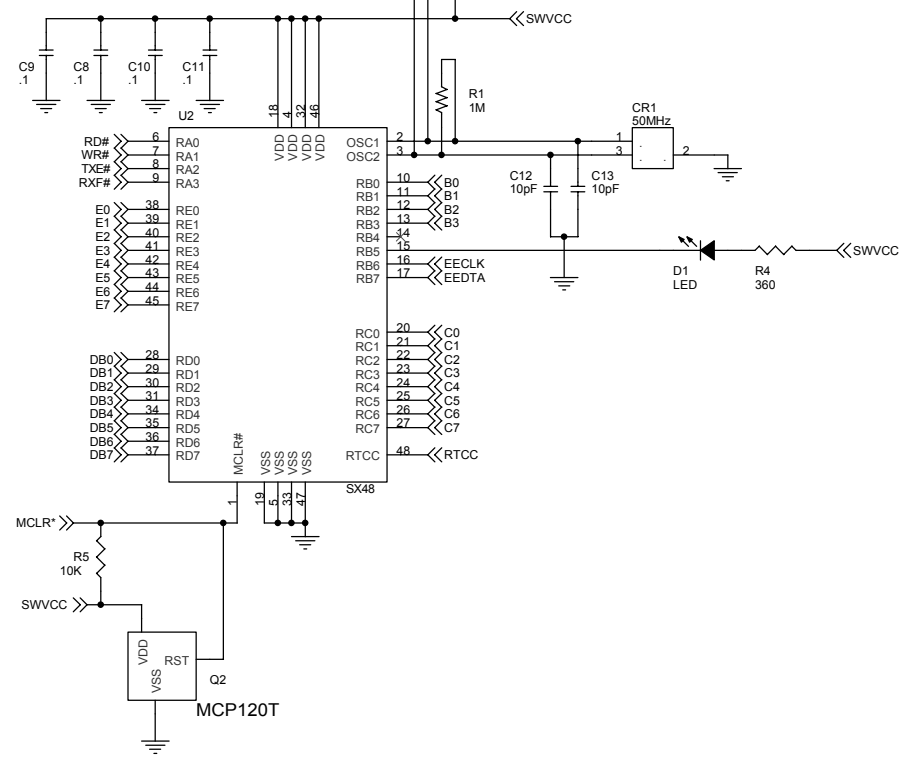 SWVCC
C9
.1
C8
.1
C10
.1
C11
.1
R1
1M
U2
18
4
32
46
VDD
VDD
VDD
VDD
CR1
50MHz
1
3
2
RD# 6 RA0
WR# 7 RA1
TXE# 8 RA2
RXF# 9 RA3
OSC1 2
OSC2 3
C12
10pF
C13
10pF
E0 38 RE0
E1 39 RE1
E2 40 RE2
E3 41 RE3
E4 42 RE4
E5 43 RE5
E6 44 RE6
E7 45 RE7
RB0 10 B0
RB1 11 B1
RB2 12 B2
RB3 13 B3
RB4 14
RB5 15
RB6 16 EECLK
RB7 17 EEDTA
D1
LED
R4
360
SWVCC
DB0 28 RD0
DB1 29 RD1
DB2 30 RD2
DB3 31 RD3
DB4 34 RD4
DB5 35 RD5
DB6 36 RD6
DB7 37 RD7
RC0 20 C0
RC1 21 C1
RC2 22 C2
RC3 23 C3
RC4 24 C4
RC5 25 C5
RC6 26 C6
RC7 27 C7
RTCC 48 RTCC
MCLR#
VSS
VSS
VSS
VSS
1
19
5
33
47
SX48
MCLR*
R5
10K
SWVCC
VDD
VSS
RST
Q2
MCP120T